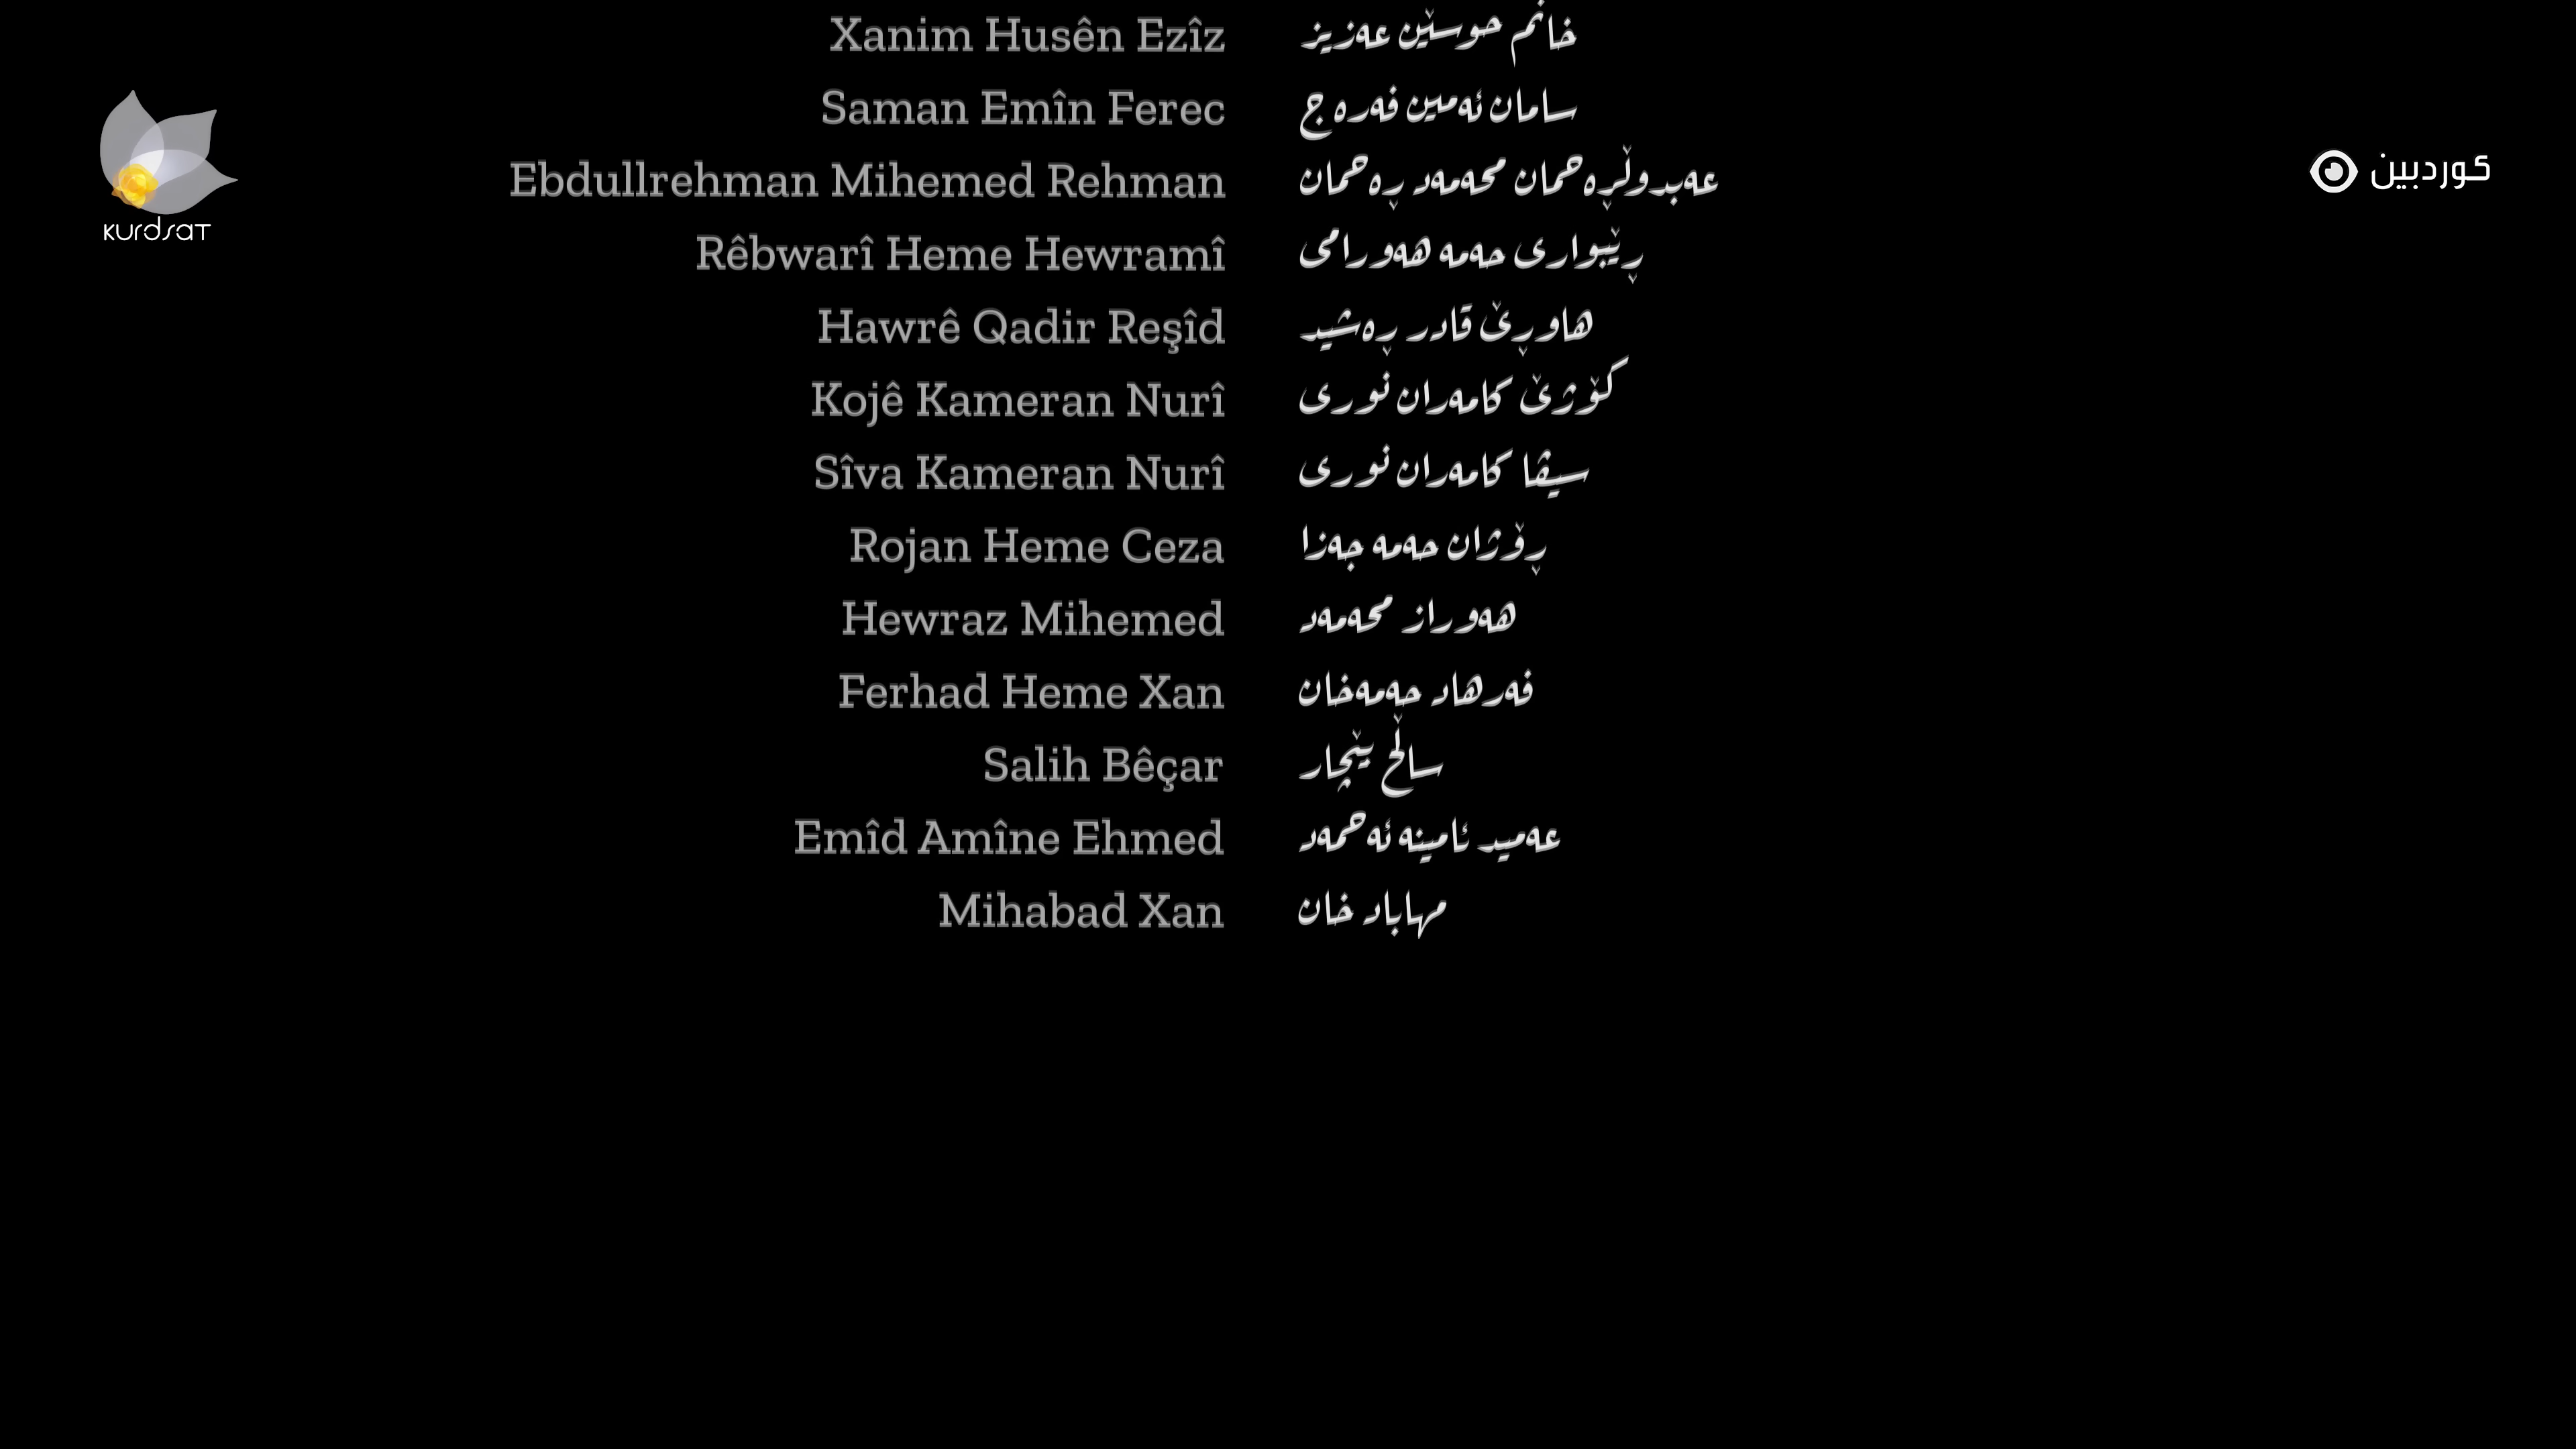 Xanim Husên Ezîz خانم حوسێن عەزیز
Saman Emîn Ferec سامان ئەمین فەرەج
kurdsat
Ebdullrehman Mihemed Rehman عەبدولڕەحمان محەمەد ڕەحمان
کوردبین
Rêbwarî Heme Hewramî ڕێبواری حەمە هەورامی
Hawrê Qadir Reşîd هاوڕێ قادر ڕەشید
Kojê Kameran Nurî کۆژێ کامەران نوری
Sîva Kameran Nurî سیڤا کامەران نوری
Rojan Heme Ceza ڕۆژان حەمە جەزا
Hewraz Mihemed هەوراز محەمەد
Ferhad Heme Xan فەرهاد حەمەخان
Salih Bêçar ساڵح بێچار
Emîd Amîne Ehmed عەمید ئامینە ئەحمەد
Mihabad Xan مهاباد خان